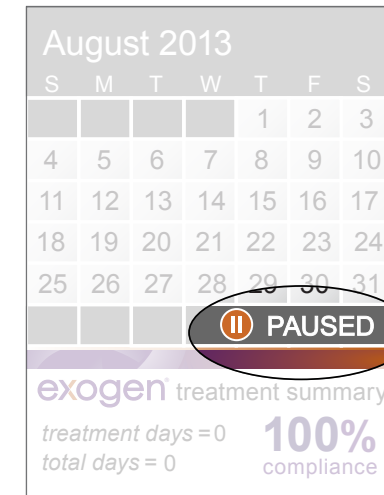 August 2013
S M T W T F S
1 2 3
4 5 6 7 8 9 10
11 12 13 14 15 16 17
18 19 20 21 22 23 24
25 26 27 28 29 30 31
PAUSED
exogen treatment summary
treatment days = 0 100%
total days = 0 compliance